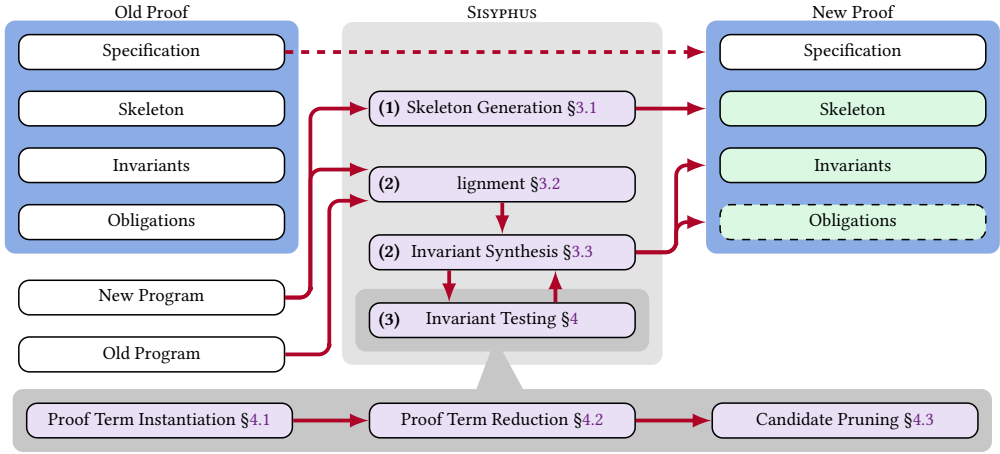 Old Proof
Specification
Skeleton
Invariants
Obligations
New Program
Old Program
SISYPHUS
(1) Skeleton Generation §3.1
(2) lignment §3.2
(2) Invariant Synthesis §3.3
(3) Invariant Testing §4
New Proof
Specification
Skeleton
Invariants
Obligations
Proof Term Instantiation §4.1
Proof Term Reduction §4.2
Candidate Pruning §4.3